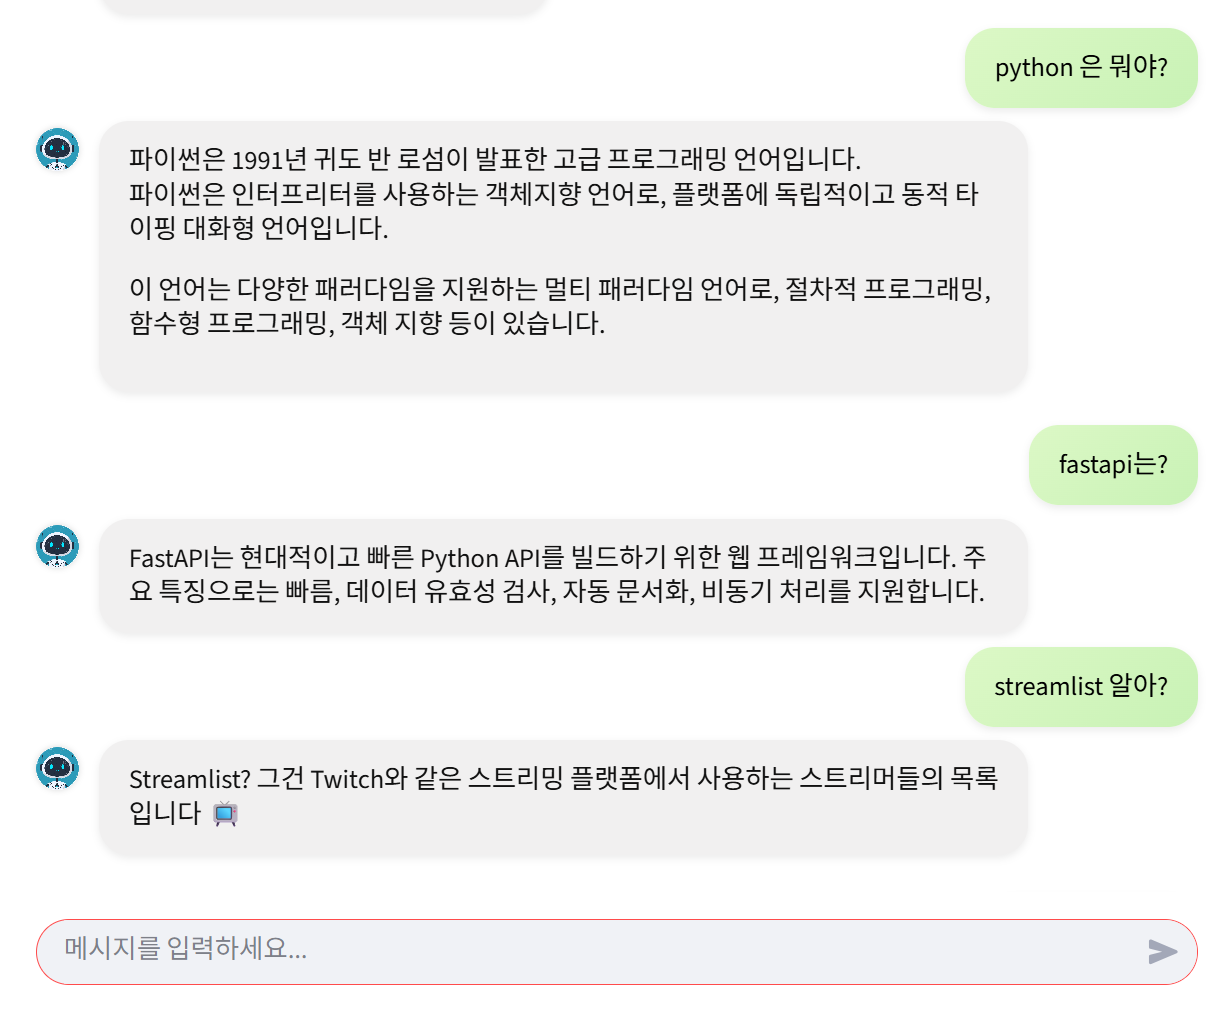 python 은 뭐야?
파이썬은 1991년 귀도 반 로섬이 발표한 고급 프로그래밍 언어입니다.
파이썬은 인터프리터를 사용하는 객체지향 언어로, 플랫폼에 독립적이고 동적 타
이핑 대화형 언어입니다.
이 언어는 다양한 패러다임을 지원하는 멀티 패러다임 언어로, 절차적 프로그래밍,
함수형 프로그래밍, 객체 지향 등이 있습니다.
fastapi는?
FastAPI는 현대적이고 빠른 Python API를 빌드하기 위한 웹 프레임워크입니다. 주
요 특징으로는 빠름, 데이터 유효성 검사, 자동 문서화, 비동기 처리를 지원합니다.
streamlist 알아?
Streamlist? 그건 Twitch와 같은 스트리밍 플랫폼에서 사용하는 스트리머들의 목록
입니다 📺
메시지를 입력하세요...